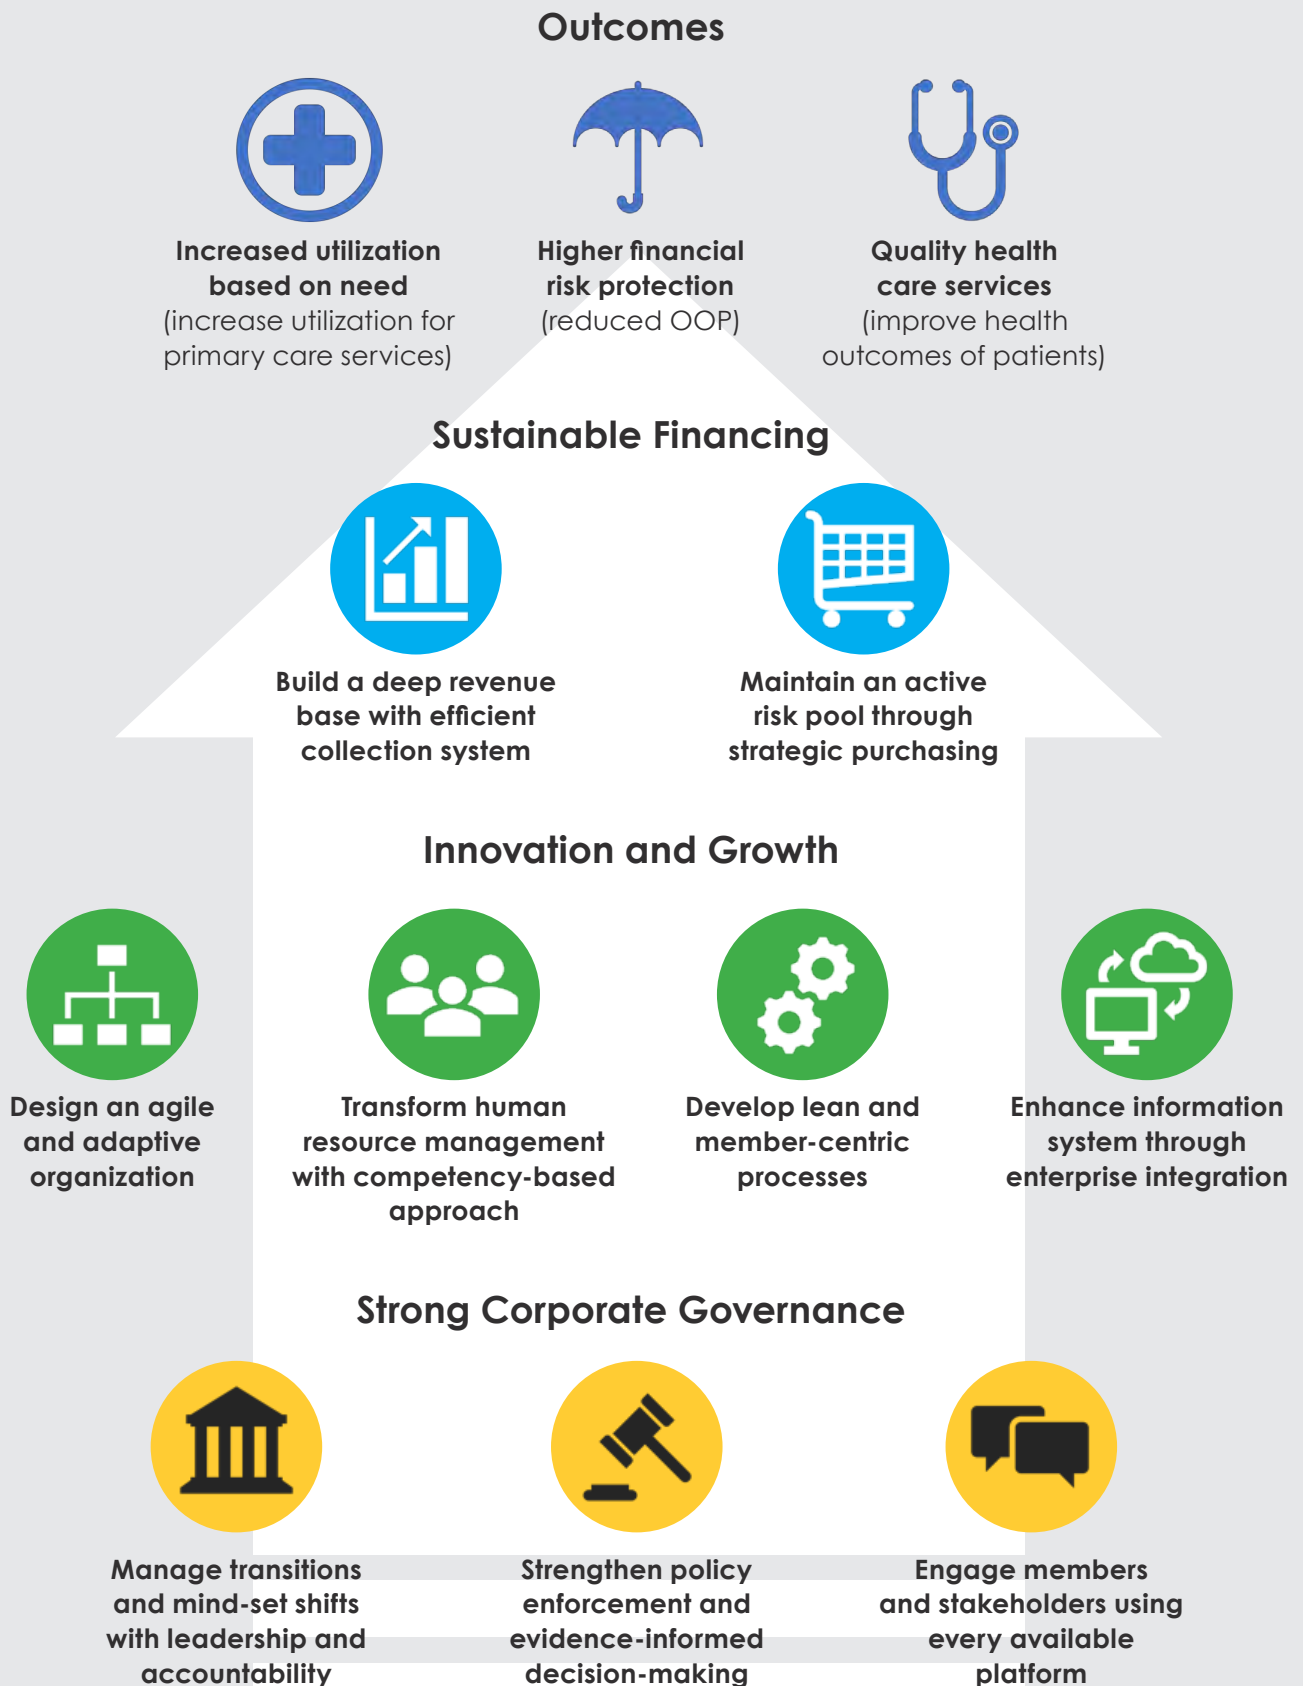 Outcomes
Increased utilization
based on need
(increase utilization for
primary care services)
Higher financial
risk protection
(reduced OOP)
Quality health
care services
(improve health
outcomes of patients)
Sustainable Financing
Build a deep revenue
base with efficient
collection system
Maintain an active
risk pool through
strategic purchasing
Innovation and Growth
Design an agile
and adaptive
organization
Transform human
resource management
with competency-based
approach
Develop lean and
member-centric
processes
Enhance information
system through
enterprise integration
Strong Corporate Governance
Manage transitions
and mind-set shifts
with leadership and
accountability
Strengthen policy
enforcement and
evidence-informed
decision-making
Engage members
and stakeholders using
every available
platform